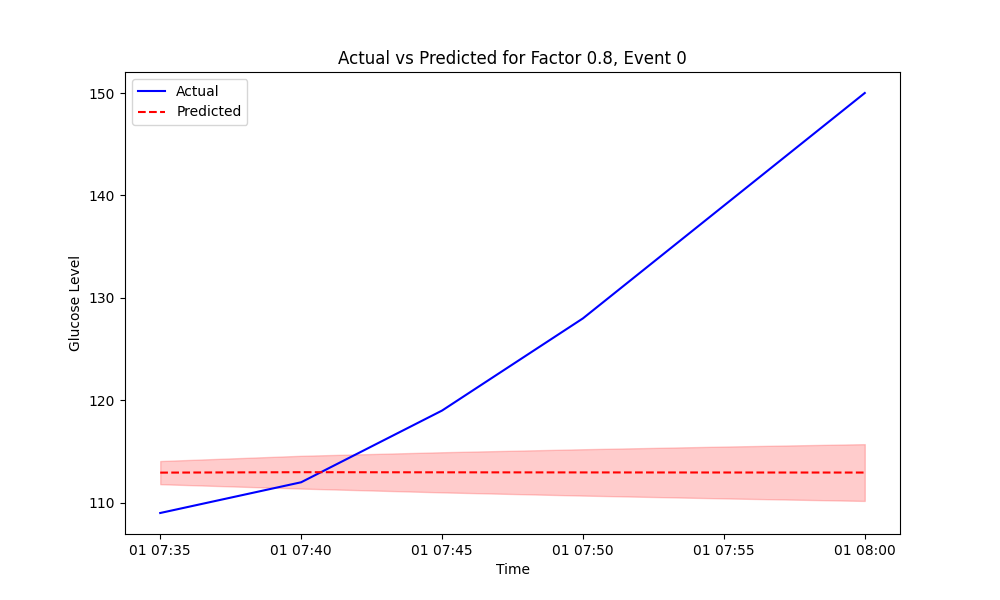 Actual vs Predicted for Factor 0.8, Event 0
Actual
Predicted
150
140
130
120
110
Glucose Level
01 07:35
01 07:40
01 07:45
01 07:50
01 07:55
01 08:00
Time